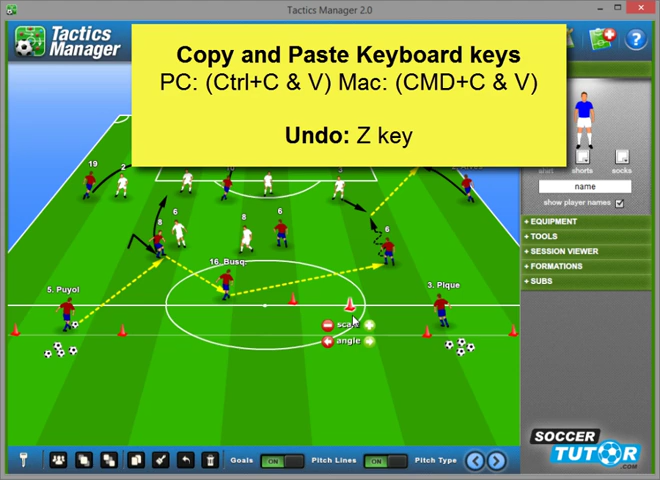 Tactics Manager 2.0
Tactics
Manager
Copy and Paste Keyboard keys
PC: (Ctrl+C & V) Mac: (CMD+C & V)
Undo: Z key
shirt shorts socks
name
show player names
+ EQUIPMENT
+ TOOLS
+ SESSION VIEWER
+ FORMATIONS
+ SUBS
19
2
3
8
6
8
6
6
16. Busq.
5. Puyol
3. Pique
scale
angle
Goals ON Pitch Lines ON Pitch Type
SOCCER
TUTOR
.COM